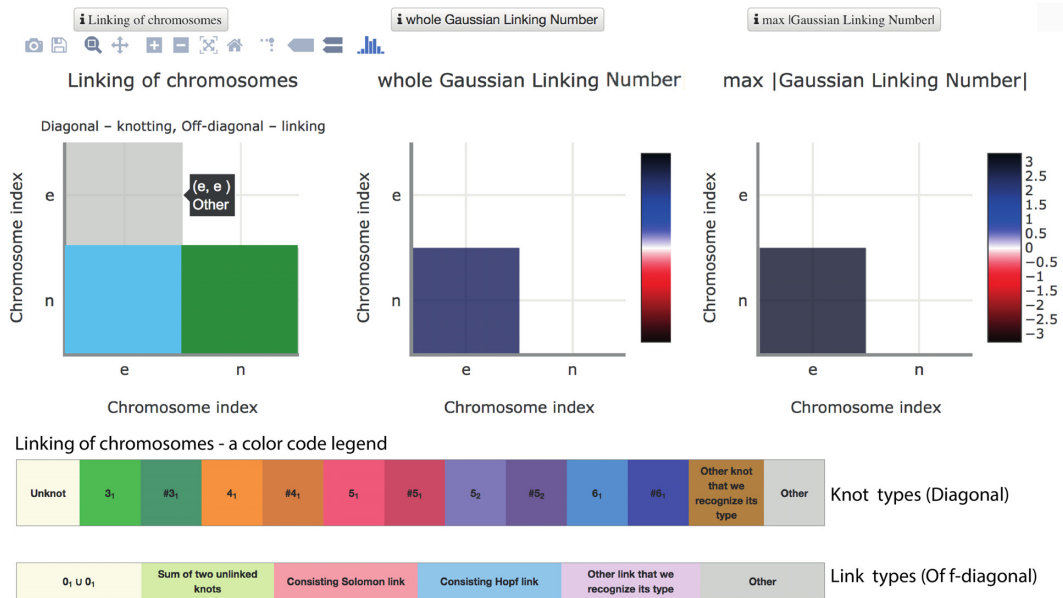 i Linking of chromosomes
i whole Gaussian Linking Number
i max |Gaussian Linking Number|
Linking of chromosomes
whole Gaussian Linking Number
max |Gaussian Linking Number|
Diagonal – knotting, Off-diagonal – linking
Chromosome index
e
n
(e, e )
Other
e
n
Chromosome index
Chromosome index
e
n
e
n
Chromosome index
Chromosome index
e
n
e
n
Chromosome index
3
2.5
2
1.5
1
0.5
0
−0.5
−1
−1.5
−2
−2.5
−3
Linking of chromosomes - a color code legend
Unknot
3₁
#3₁
4₁
#4₁
5₁
#5₁
5₂
#5₂
6₁
#6₁
Other knot
that we
recognize its
type
Other
Knot types (Diagonal)
0₁ ∪ 0₁
Sum of two unlinked
knots
Consisting Solomon link
Consisting Hopf link
Other link that we
recognize its type
Other
Link types (Of f-diagonal)